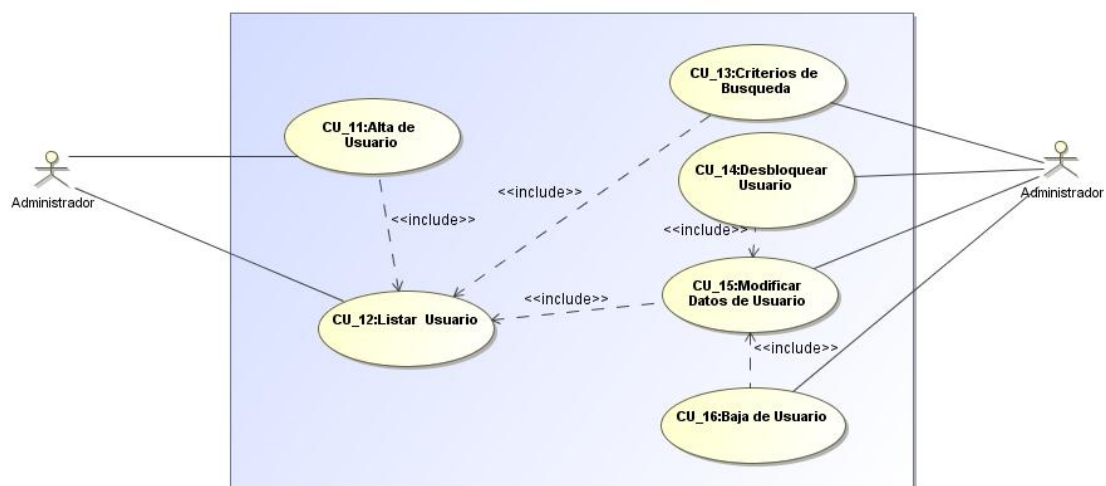 CU_13:Criterios de
Busqueda
CU_11:Alta de
Usuario
CU_14:Desbloquear
Usuario
<<include>>
Administrador
Administrador
<<include>>
<<include>>
CU_15:Modificar
Datos de Usuario
<<include>>
CU_12:Listar Usuario
<<include>>
CU_16:Baja de Usuario